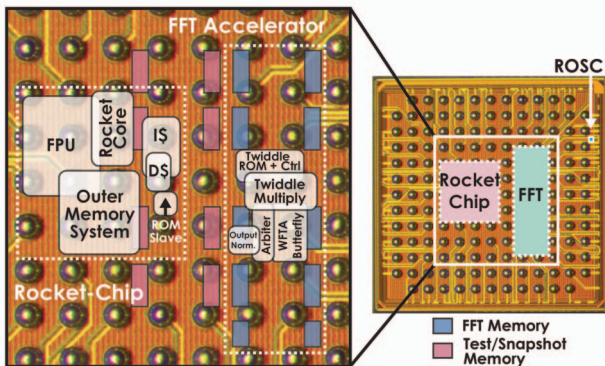 FFT Accelerator
FPU
Rocket
Core
I$
D$
Outer
Memory
System
ROM
Slave
Rocket-Chip
Twiddle
ROM + Ctrl
Twiddle
Multiply
Output
Norm.
Arbiter
WFTA
Butterfly
ROSC
Rocket
Chip
FFT
FFT Memory
Test/Snapshot
Memory